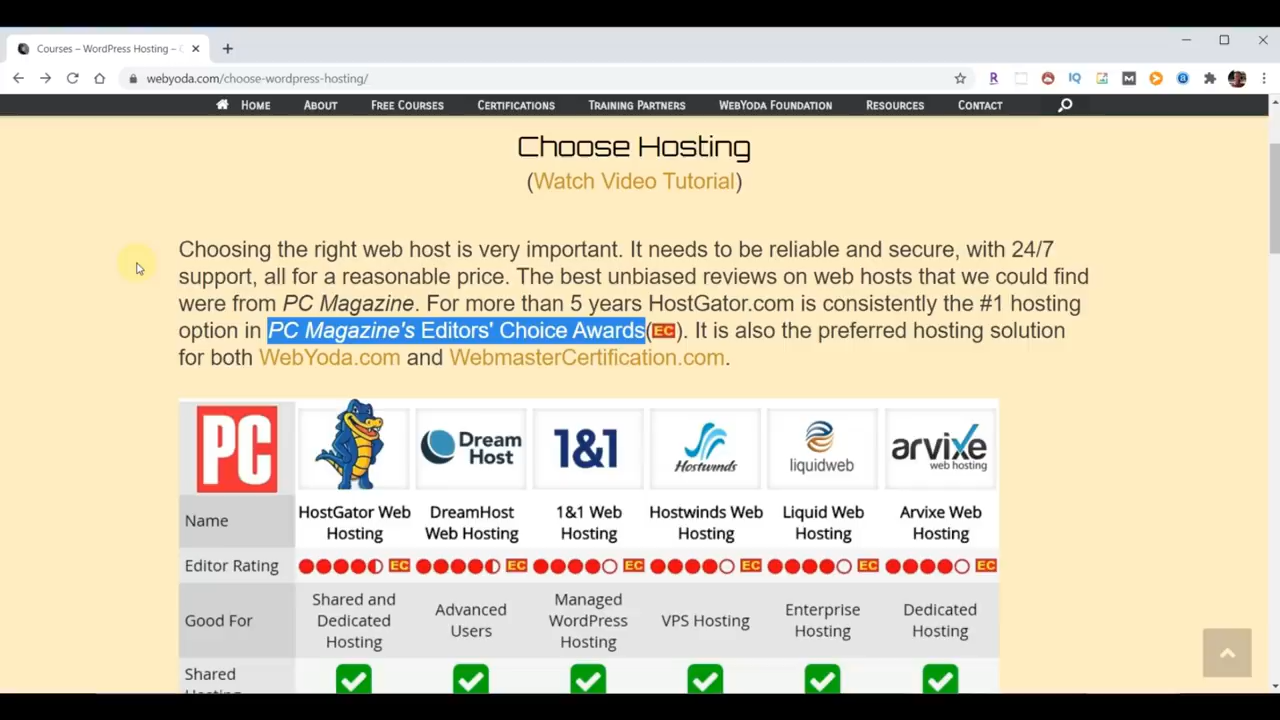 Courses – WordPress Hosting –
webyoda.com/choose-wordpress-hosting/
HOME ABOUT FREE COURSES CERTIFICATIONS TRAINING PARTNERS WEBYODA FOUNDATION RESOURCES CONTACT
Choose Hosting
(Watch Video Tutorial)
Choosing the right web host is very important. It needs to be reliable and secure, with 24/7
support, all for a reasonable price. The best unbiased reviews on web hosts that we could find
were from PC Magazine. For more than 5 years HostGator.com is consistently the #1 hosting
option in PC Magazine's Editors' Choice Awards(EC). It is also the preferred hosting solution
for both WebYoda.com and WebmasterCertification.com.
PC Dream Host 1&1 Hostwinds liquidweb arvixe web hosting
Name HostGator Web Hosting DreamHost Web Hosting 1&1 Web Hosting Hostwinds Web Hosting Liquid Web Hosting Arvixe Web Hosting
Editor Rating EC EC EC EC EC EC
Good For Shared and Dedicated Hosting Advanced Users Managed WordPress Hosting VPS Hosting Enterprise Hosting Dedicated Hosting
Shared